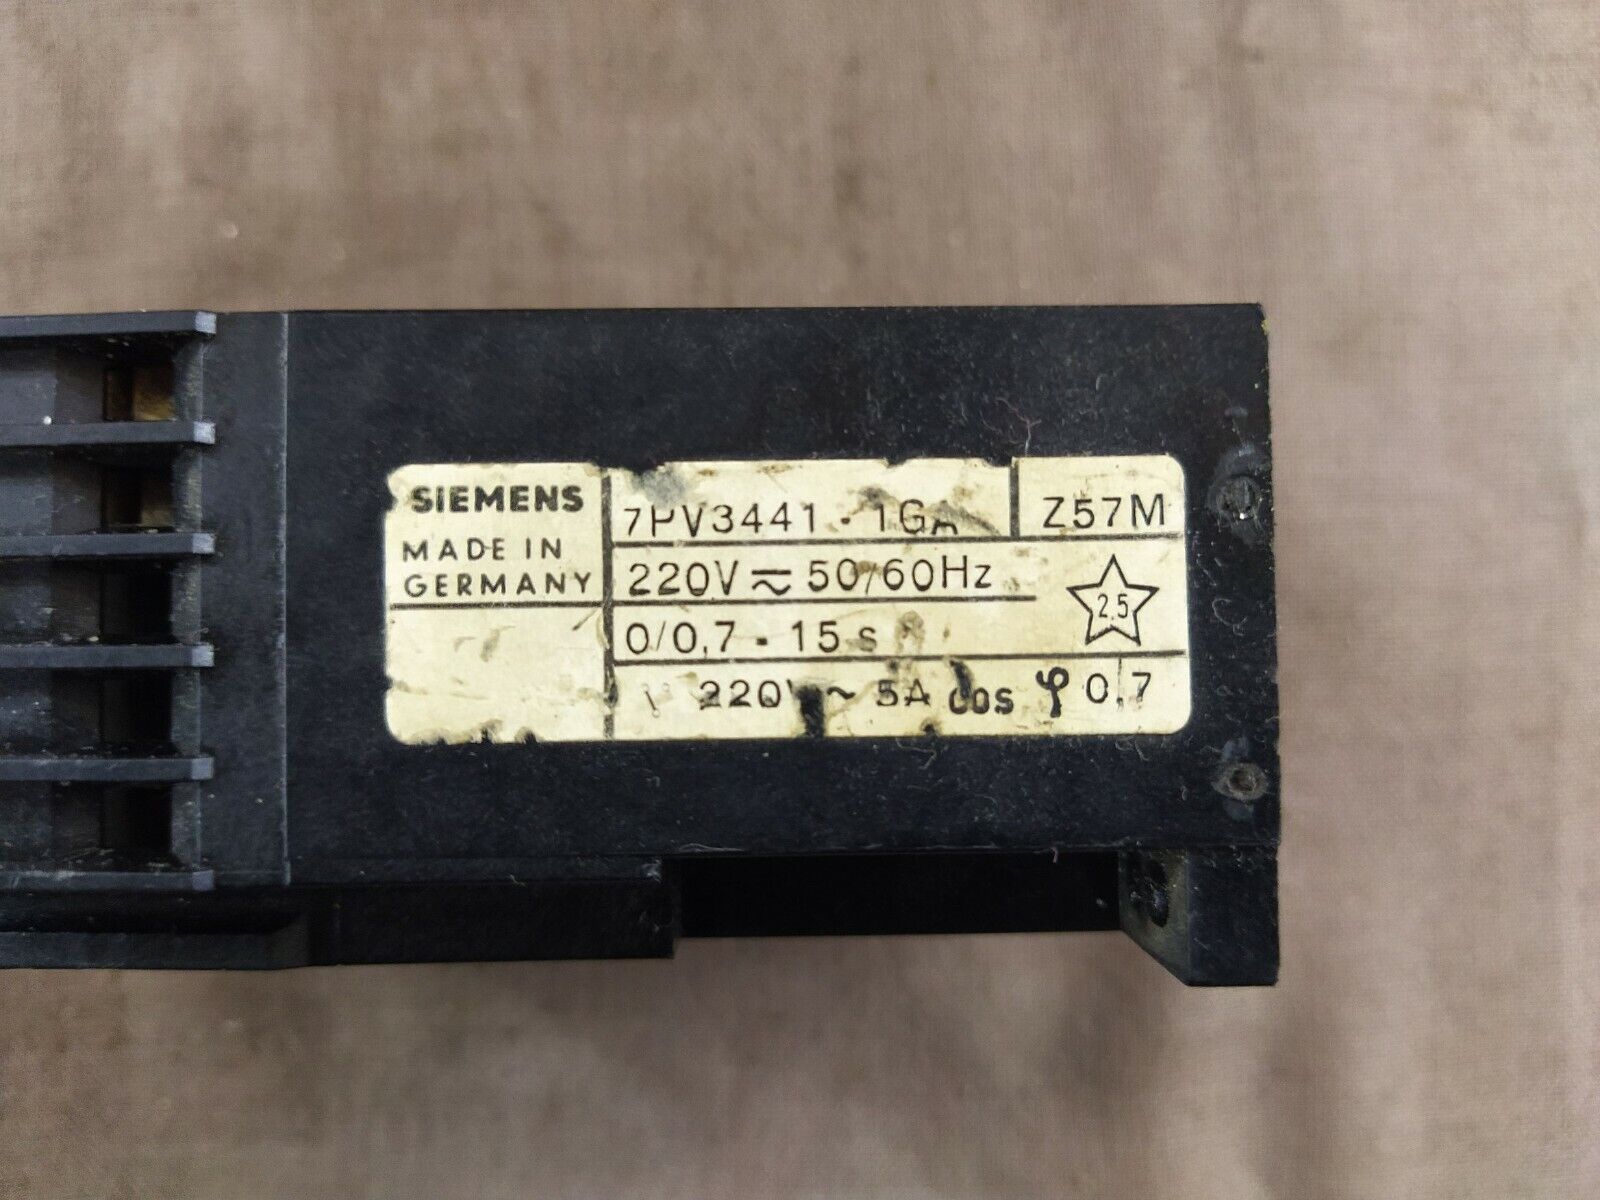 SIEMENS
MADE IN
GERMANY
7PV3441 · 1GA
Z57M
220V ≂ 50/60Hz
2.5
0/0,7 - 15 s
220V ~ 5A cos φ 0,7